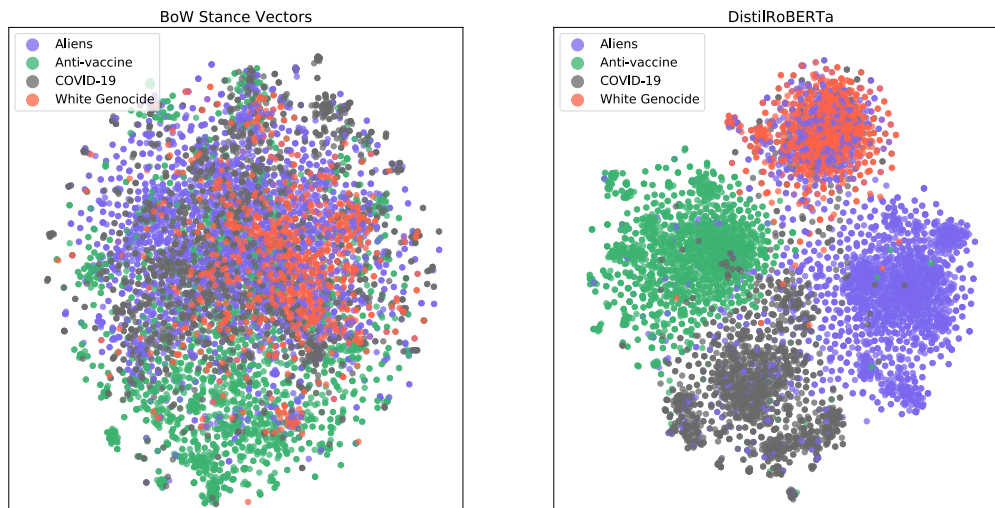 BoW Stance Vectors
Aliens
Anti-vaccine
COVID-19
White Genocide
DistilRoBERTa
Aliens
Anti-vaccine
COVID-19
White Genocide